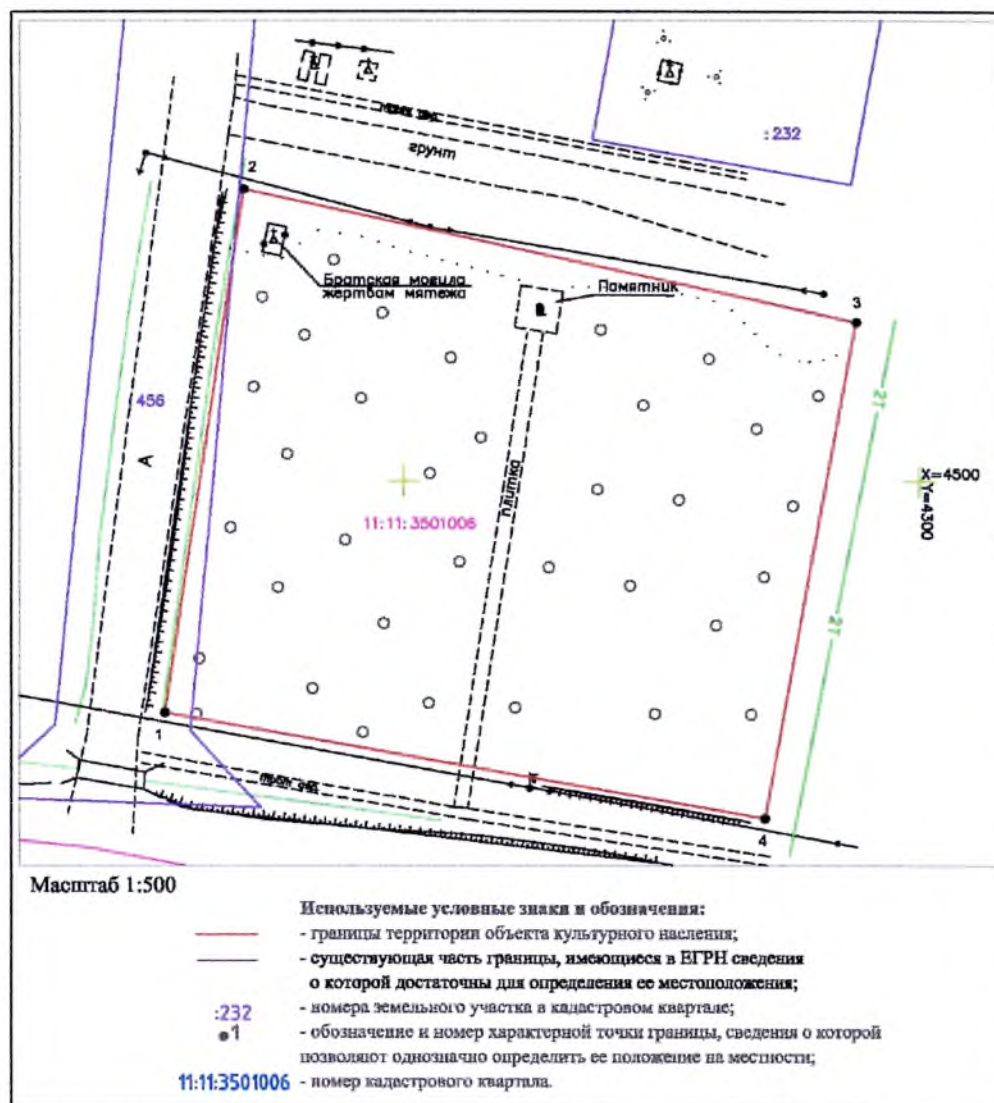 :232
грунт
2
Братская могила
жертвам мятежа
Памятник
3
2Т
456
А
плитка
X=4500
Y=4300
11:11:3501006
2Т
1
4
Масштаб 1:500
Используемые условные знаки и обозначения:
- границы территории объекта культурного насления;
- существующая часть границы, имеющиеся в ЕГРН сведения
о которой достаточны для определения ее местоположения;
:232 - номера земельного участка в кадастровом квартале;
1 - обозначение и номер характерной точки границы, сведения о которой
позволяют однозначно определить ее положение на местности;
11:11:3501006 - номер кадастрового квартала.